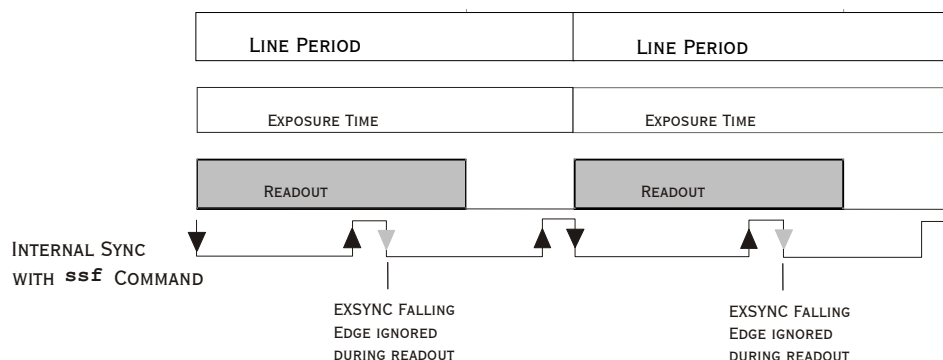 LINE PERIOD LINE PERIOD
EXPOSURE TIME EXPOSURE TIME
READOUT READOUT
INTERNAL SYNC
WITH ssf COMMAND
EXSYNC FALLING
EDGE IGNORED
DURING READOUT
EXSYNC FALLING
EDGE IGNORED
DURING READOUT